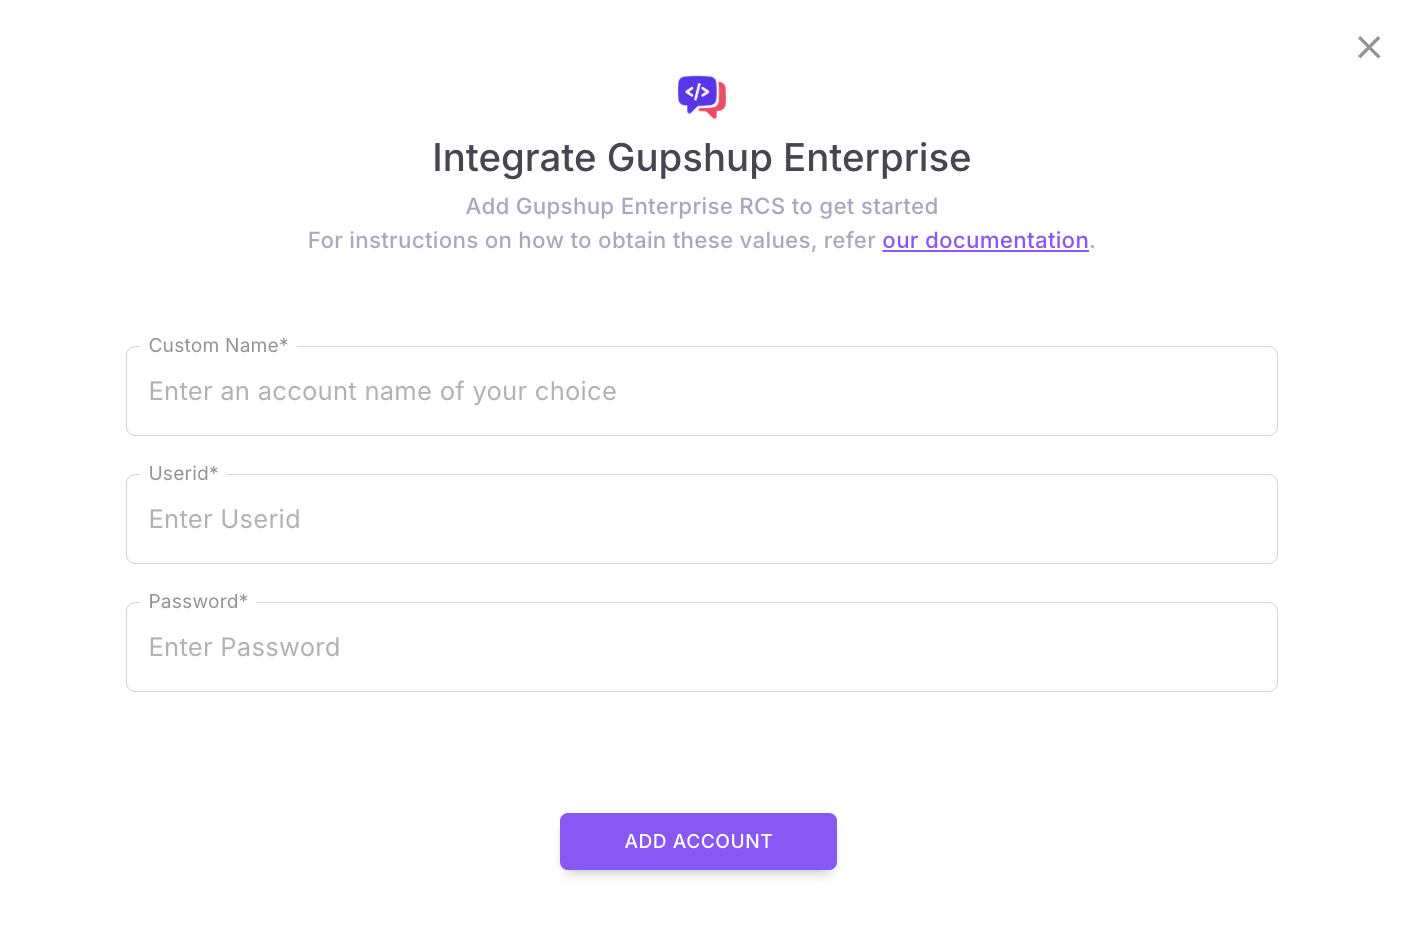 </>
Integrate Gupshup Enterprise
Add Gupshup Enterprise RCS to get started
For instructions on how to obtain these values, refer our documentation.
Custom Name*
Enter an account name of your choice
Userid*
Enter Userid
Password*
Enter Password
ADD ACCOUNT